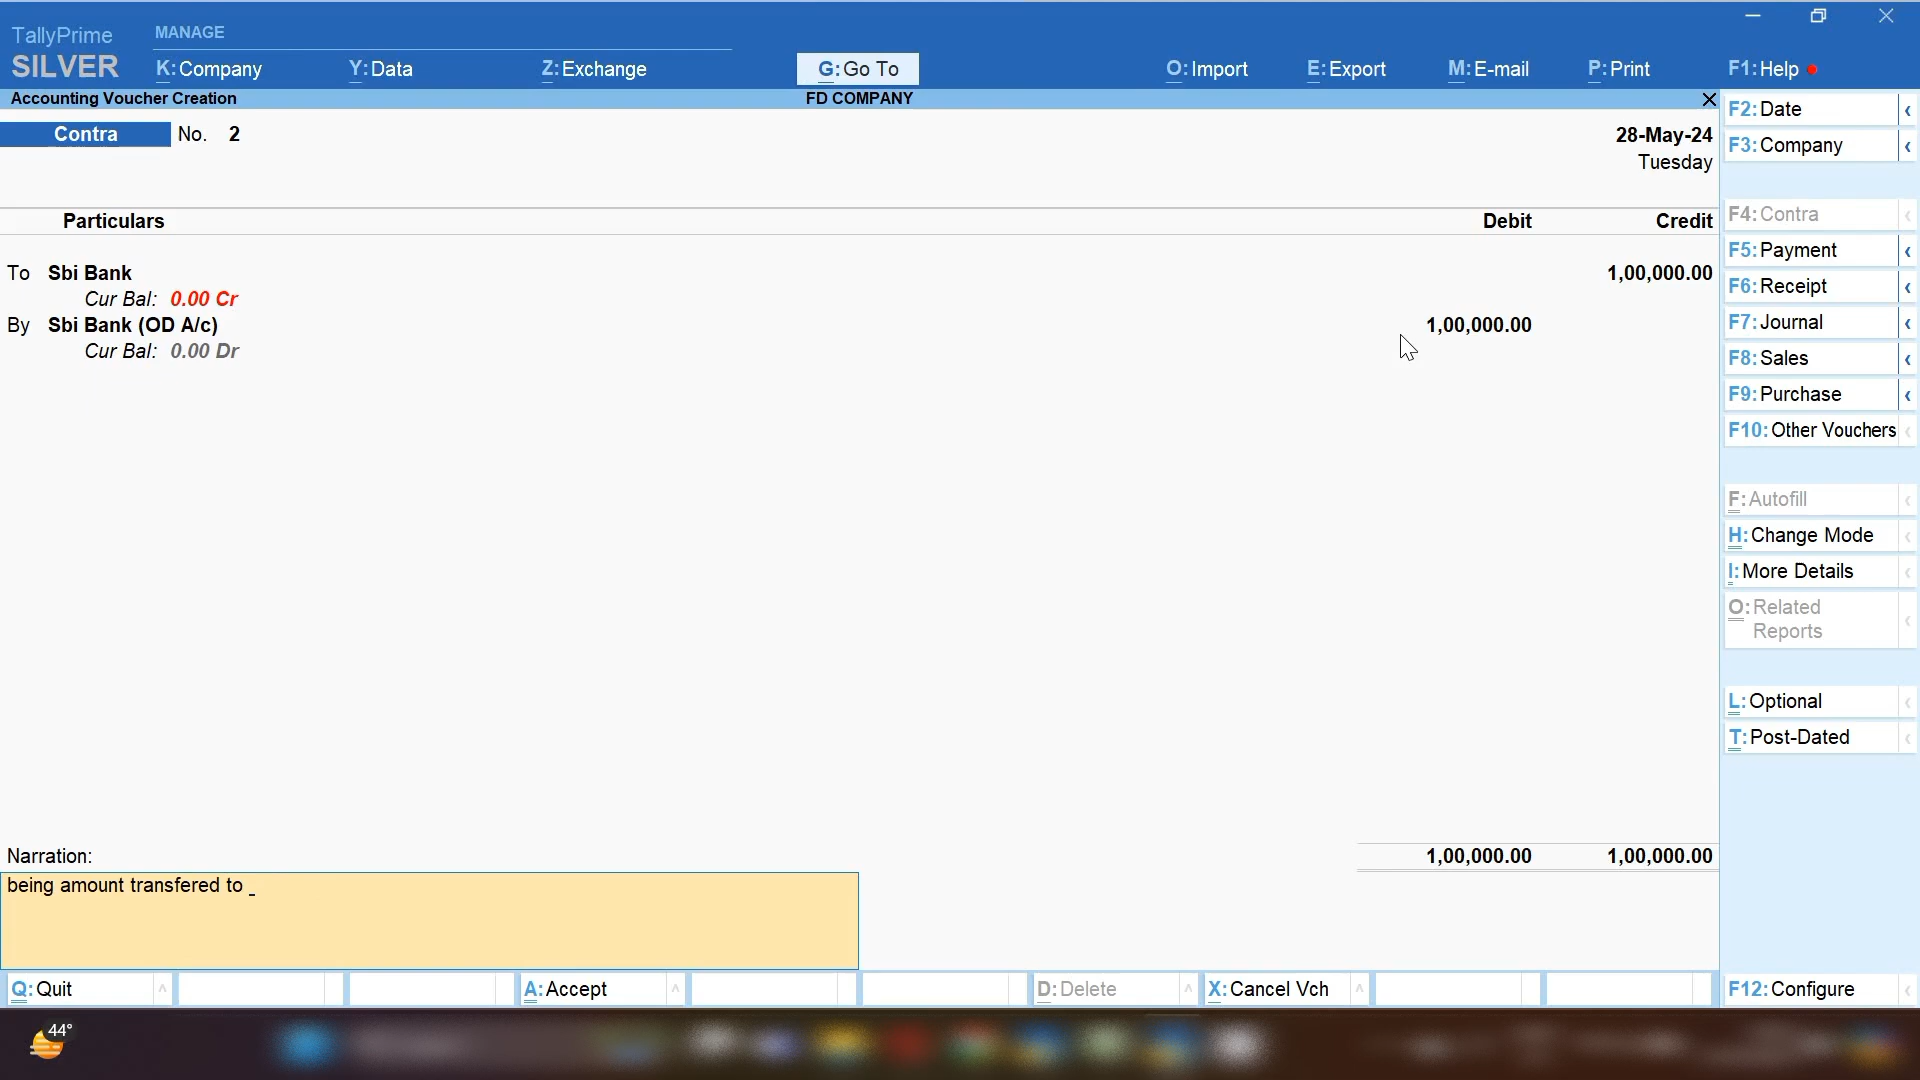 TallyPrime
SILVER
MANAGE
K:Company Y:Data Z:Exchange G:Go To O:Import E:Export M:E-mail P:Print F1:Help
Accounting Voucher Creation FD COMPANY X
Contra No. 2 28-May-24
Tuesday
Particulars Debit Credit
To Sbi Bank 1,00,000.00
Cur Bal: 0.00 Cr
By Sbi Bank (OD A/c) 1,00,000.00
Cur Bal: 0.00 Dr
Narration: 1,00,000.00 1,00,000.00
being amount transfered to _
F2:Date
F3:Company
F4:Contra
F5:Payment
F6:Receipt
F7:Journal
F8:Sales
F9:Purchase
F10:Other Vouchers
F:Autofill
H:Change Mode
I:More Details
O:Related
Reports
L:Optional
T:Post-Dated
Q:Quit A:Accept D:Delete X:Cancel Vch F12:Configure
44°